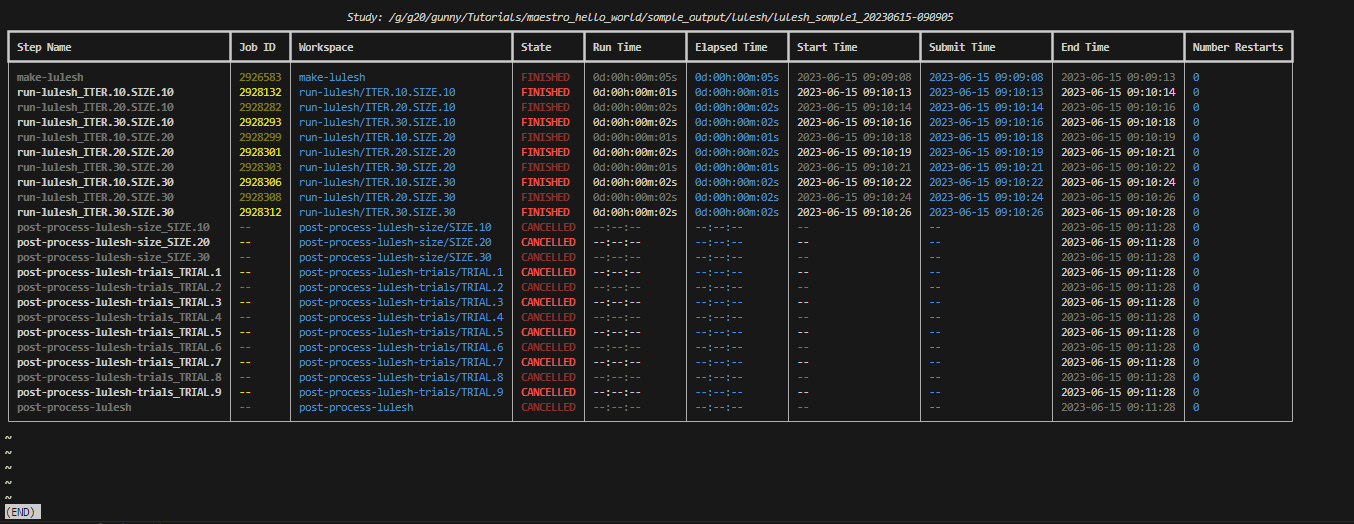 Study: /g/g20/gunny/Tutorials/maestro_hello_world/sample_output/lulesh/lulesh_sample1_20230615-090905
Step Name Job ID Workspace State Run Time Elapsed Time Start Time Submit Time End Time Number Restarts
make-lulesh 2926583 make-lulesh FINISHED 0d:00h:00m:05s 0d:00h:00m:05s 2023-06-15 09:09:08 2023-06-15 09:09:08 2023-06-15 09:09:13 0
run-lulesh_ITER.10.SIZE.10 2928132 run-lulesh/ITER.10.SIZE.10 FINISHED 0d:00h:00m:01s 0d:00h:00m:01s 2023-06-15 09:10:13 2023-06-15 09:10:13 2023-06-15 09:10:14 0
run-lulesh_ITER.20.SIZE.10 2928282 run-lulesh/ITER.20.SIZE.10 FINISHED 0d:00h:00m:02s 0d:00h:00m:02s 2023-06-15 09:10:14 2023-06-15 09:10:14 2023-06-15 09:10:16 0
run-lulesh_ITER.30.SIZE.10 2928293 run-lulesh/ITER.30.SIZE.10 FINISHED 0d:00h:00m:02s 0d:00h:00m:02s 2023-06-15 09:10:16 2023-06-15 09:10:16 2023-06-15 09:10:18 0
run-lulesh_ITER.10.SIZE.20 2928299 run-lulesh/ITER.10.SIZE.20 FINISHED 0d:00h:00m:01s 0d:00h:00m:01s 2023-06-15 09:10:18 2023-06-15 09:10:18 2023-06-15 09:10:19 0
run-lulesh_ITER.20.SIZE.20 2928301 run-lulesh/ITER.20.SIZE.20 FINISHED 0d:00h:00m:02s 0d:00h:00m:02s 2023-06-15 09:10:19 2023-06-15 09:10:19 2023-06-15 09:10:21 0
run-lulesh_ITER.30.SIZE.20 2928303 run-lulesh/ITER.30.SIZE.20 FINISHED 0d:00h:00m:01s 0d:00h:00m:01s 2023-06-15 09:10:21 2023-06-15 09:10:21 2023-06-15 09:10:22 0
run-lulesh_ITER.10.SIZE.30 2928306 run-lulesh/ITER.10.SIZE.30 FINISHED 0d:00h:00m:02s 0d:00h:00m:02s 2023-06-15 09:10:22 2023-06-15 09:10:22 2023-06-15 09:10:24 0
run-lulesh_ITER.20.SIZE.30 2928308 run-lulesh/ITER.20.SIZE.30 FINISHED 0d:00h:00m:02s 0d:00h:00m:02s 2023-06-15 09:10:24 2023-06-15 09:10:24 2023-06-15 09:10:26 0
run-lulesh_ITER.30.SIZE.30 2928312 run-lulesh/ITER.30.SIZE.30 FINISHED 0d:00h:00m:02s 0d:00h:00m:02s 2023-06-15 09:10:26 2023-06-15 09:10:26 2023-06-15 09:10:28 0
post-process-lulesh-size_SIZE.10 -- post-process-lulesh-size/SIZE.10 CANCELLED --:--:-- --:--:-- -- -- 2023-06-15 09:11:28 0
post-process-lulesh-size_SIZE.20 -- post-process-lulesh-size/SIZE.20 CANCELLED --:--:-- --:--:-- -- -- 2023-06-15 09:11:28 0
post-process-lulesh-size_SIZE.30 -- post-process-lulesh-size/SIZE.30 CANCELLED --:--:-- --:--:-- -- -- 2023-06-15 09:11:28 0
post-process-lulesh-trials_TRIAL.1 -- post-process-lulesh-trials/TRIAL.1 CANCELLED --:--:-- --:--:-- -- -- 2023-06-15 09:11:28 0
post-process-lulesh-trials_TRIAL.2 -- post-process-lulesh-trials/TRIAL.2 CANCELLED --:--:-- --:--:-- -- -- 2023-06-15 09:11:28 0
post-process-lulesh-trials_TRIAL.3 -- post-process-lulesh-trials/TRIAL.3 CANCELLED --:--:-- --:--:-- -- -- 2023-06-15 09:11:28 0
post-process-lulesh-trials_TRIAL.4 -- post-process-lulesh-trials/TRIAL.4 CANCELLED --:--:-- --:--:-- -- -- 2023-06-15 09:11:28 0
post-process-lulesh-trials_TRIAL.5 -- post-process-lulesh-trials/TRIAL.5 CANCELLED --:--:-- --:--:-- -- -- 2023-06-15 09:11:28 0
post-process-lulesh-trials_TRIAL.6 -- post-process-lulesh-trials/TRIAL.6 CANCELLED --:--:-- --:--:-- -- -- 2023-06-15 09:11:28 0
post-process-lulesh-trials_TRIAL.7 -- post-process-lulesh-trials/TRIAL.7 CANCELLED --:--:-- --:--:-- -- -- 2023-06-15 09:11:28 0
post-process-lulesh-trials_TRIAL.8 -- post-process-lulesh-trials/TRIAL.8 CANCELLED --:--:-- --:--:-- -- -- 2023-06-15 09:11:28 0
post-process-lulesh-trials_TRIAL.9 -- post-process-lulesh-trials/TRIAL.9 CANCELLED --:--:-- --:--:-- -- -- 2023-06-15 09:11:28 0
post-process-lulesh -- post-process-lulesh CANCELLED --:--:-- --:--:-- -- -- 2023-06-15 09:11:28 0
~
~
~
~
~
(END)